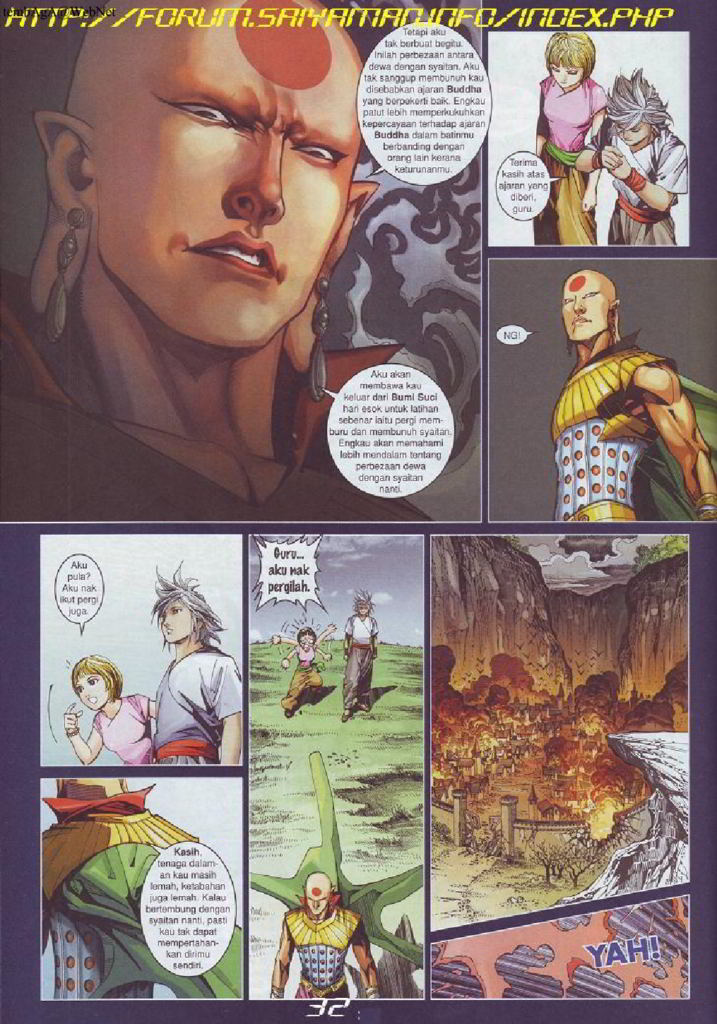 tembAgA@WebNet
HTTP://FORUM.SAIYAMAN.INFO/INDEX.PHP
Tetapi aku
tak berbuat begitu.
Inilah perbezaan antara
dewa dengan syaitan. Aku
tak sanggup membunuh kau
disebabkan ajaran Buddha
yang berpekerti baik. Engkau
patut lebih memperkukuhkan
kepercayaan terhadap ajaran
Buddha dalam batinmu
berbanding dengan
orang lain kerana
keturunanmu.
Terima
kasih atas
ajaran yang
diberi,
guru.
Aku akan
membawa kau
keluar dari Bumi Suci
hari esok untuk latihan
sebenar iaitu pergi mem-
buru dan membunuh syaitan.
Engkau akan memahami
lebih mendalam tentang
perbezaan dewa
dengan syaitan
nanti.
NG!
Aku
pula?
Aku nak
ikut pergi
juga.
Guru...
aku nak
pergilah.
Kasih,
tenaga dalam-
an kau masih
lemah, ketabahan
juga lemah. Kalau
bertembung dengan
syaitan nanti, pasti
kau tak dapat
mempertahan-
kan dirimu
sendiri.
YAH!
32